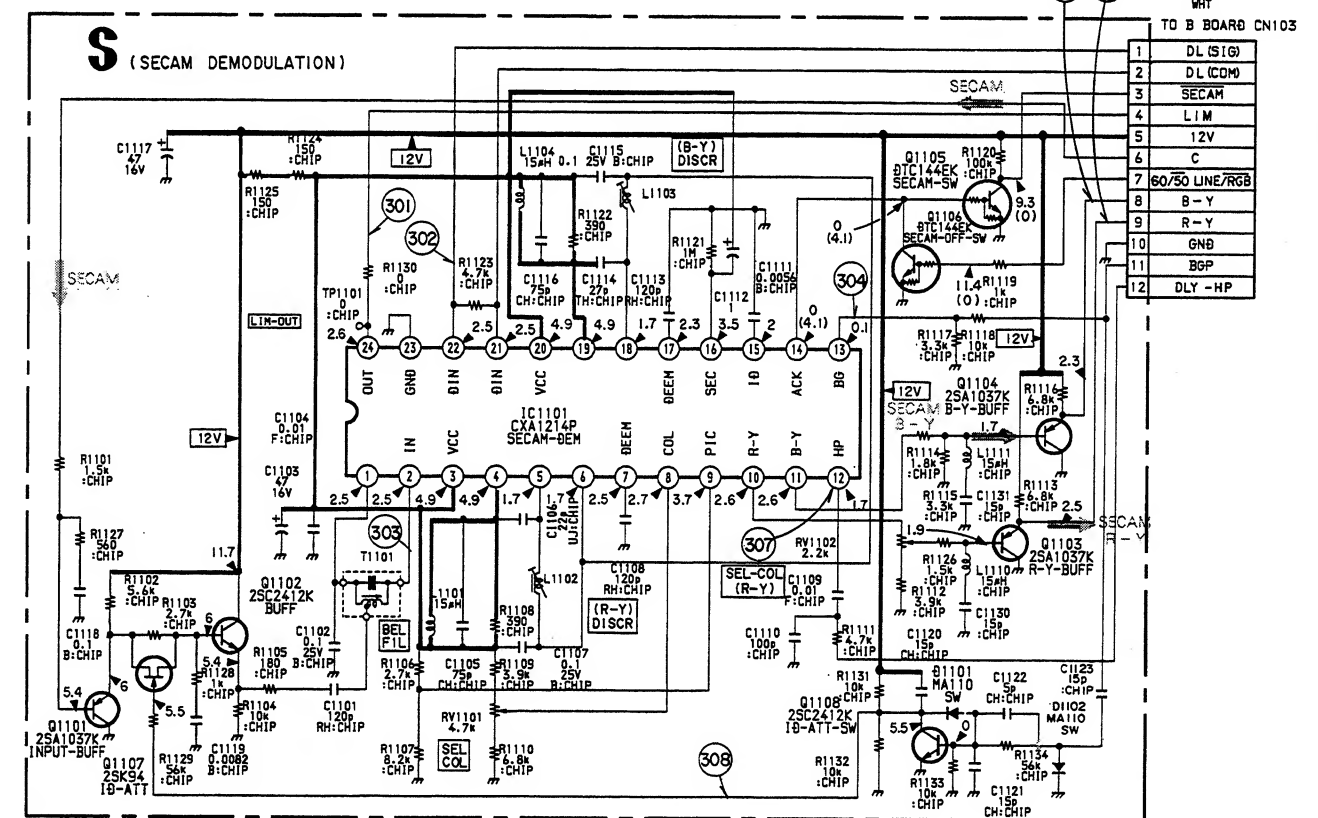 WHT
TO B BOARD CN103
S (SECAM DEMODULATION)
1 DL(SIG)
2 DL(COM)
3 SECAM
4 LIM
5 12V
6 C
7 60/50 LINE/RGB
8 B-Y
9 R-Y
10 GND
11 BGP
12 DLY-HP
SECAM
C1117
47
16V
R1124
150
:CHIP
R1125
150
:CHIP
12V
L1104
15µH
C1115
0.1
25V B:CHIP
(B-Y)
DISCR
L1103
Q1105
DTC144EK
SECAM-SW
R1120
100k
:CHIP
9.3
(0)
Q1106
DTC144EK
SECAM-OFF-SW
0
(4.1)
11.4
(0)
R1119
1k
:CHIP
301
302
R1130
0
:CHIP
R1123
4.7k
:CHIP
R1122
390
:CHIP
C1116
75p
CH:CHIP
C1114
27p
TH:CHIP
C1113
120p
RH:CHIP
R1121
1M
:CHIP
C1112
1
C1111
0.0056
B:CHIP
304
SECAM
LIM-OUT
TP1101
0
:CHIP
2.6
2.5
2.5
4.9
4.9
1.7
2.3
3.5
2
0
(4.1)
0.1
24 23 22 21 20 19 18 17 16 15 14 13
OUT GND DIN DIN VCC DEEM SEC ID ACK BG
IC1101
CXA1214P
SECAM-DEM
IN VCC DEEM COL PIC R-Y B-Y HP
1 2 3 4 5 6 7 8 9 10 11 12
2.5 2.5 4.9 4.9 1.7 1.7 2.5 2.7 3.7 2.6 2.6 1.7
R1117
3.3k
:CHIP
R1118
10k
:CHIP
12V
2.3
12V
Q1104
2SA1037K
B-Y-BUFF
R1116
6.8k
:CHIP
SECAM
B-Y
1.7
R1114
1.8k
:CHIP
L1111
15µH
R1115
3.3k
:CHIP
C1131
15p
:CHIP
R1113
6.8k
:CHIP
2.5
SECAM
R-Y
1.9
Q1103
2SA1037K
R-Y-BUFF
R1126
1.5k
:CHIP
L1110
15µH
R1112
3.9k
:CHIP
C1130
15p
:CHIP
12V
C1104
0.01
F:CHIP
C1103
47
16V
R1101
1.5k
:CHIP
R1127
560
:CHIP
11.7
303
T1101
BEL
FIL
C1106
22p
UJ:CHIP
L1102
L1101
15µH
R1108
390
:CHIP
C1108
120p
RH:CHIP
(R-Y)
DISCR
307
SEL-COL
(R-Y)
RV1102
2.2k
C1109
0.01
F:CHIP
C1110
100p
:CHIP
R1111
4.7k
:CHIP
R1102
5.6k
:CHIP
R1103
2.7k
:CHIP
Q1102
2SC2412K
BUFF
6
5.4
C1118
0.1
B:CHIP
5.4
6
5.5
R1128
1k
:CHIP
R1105
180
:CHIP
R1104
10k
:CHIP
C1102
0.1
25V
B:CHIP
C1101
120p
RH:CHIP
R1106
2.7k
:CHIP
C1105
75p
CH:CHIP
R1109
3.9k
:CHIP
C1107
0.1
25V
B:CHIP
RV1101
4.7k
SEL
COL
R1107
8.2k
:CHIP
R1110
6.8k
:CHIP
Q1101
2SA1037K
INPUT-BUFF
Q1107
2SK94
ID-ATT
R1129
56k
:CHIP
C1119
0.0082
B:CHIP
308
C1120
15p
CH:CHIP
R1131
10k
:CHIP
D1101
MA110
SW
C1122
5p
CH:CHIP
C1123
15p
:CHIP
D1102
MA110
SW
Q1108
2SC2412K
ID-ATT-SW
5.5
0
R1132
10k
:CHIP
R1133
10k
:CHIP
C1121
15p
CH:CHIP
R1134
56k
:CHIP